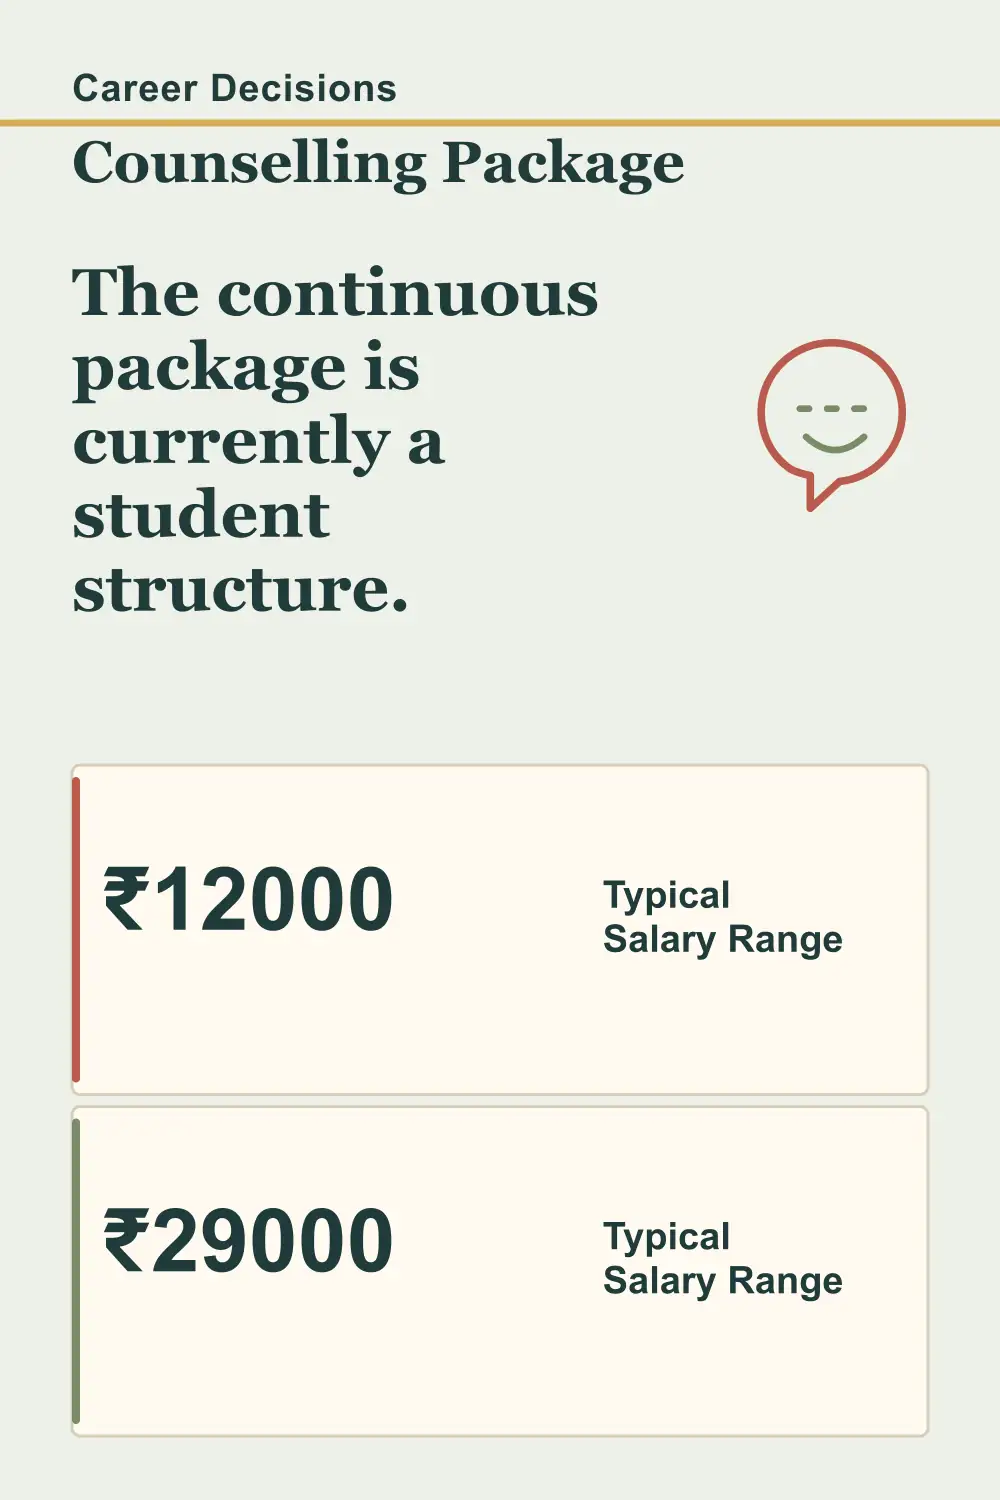 Career Decisions
Counselling Package
The continuous
package is
currently a
student
structure.
₹12000
Typical
Salary Range
₹29000
Typical
Salary Range